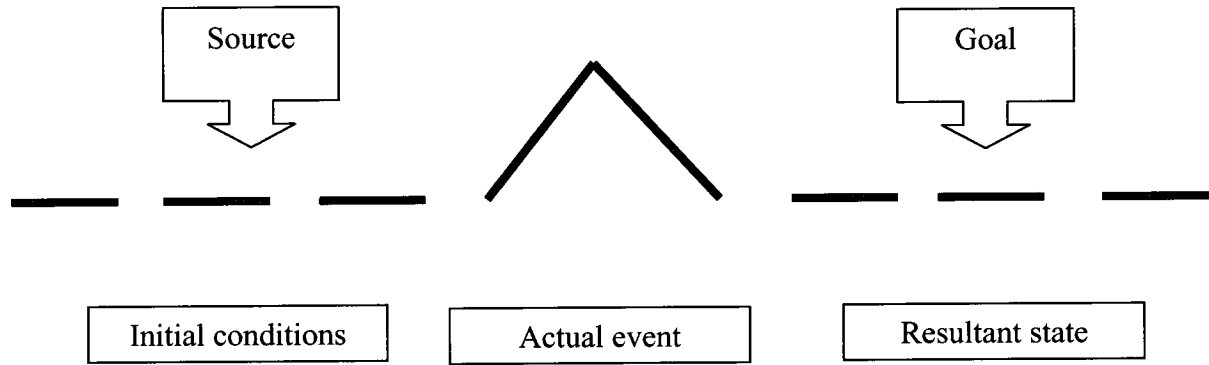 Source
Goal
Initial conditions
Actual event
Resultant state